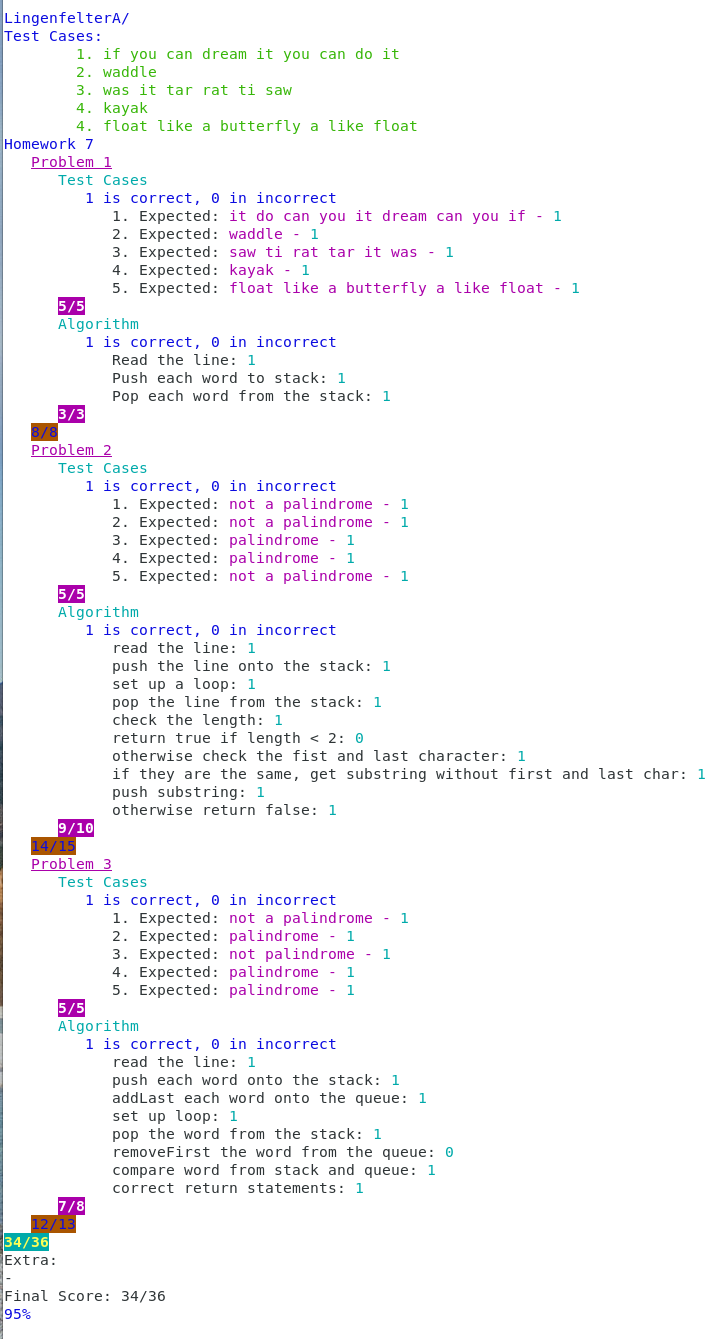 LingenfelterA/
Test Cases:
1. if you can dream it you can do it
2. waddle
3. was it tar rat ti saw
4. kayak
4. float like a butterfly a like float
Homework 7
Problem 1
Test Cases
1 is correct, 0 in incorrect
1. Expected: it do can you it dream can you if - 1
2. Expected: waddle - 1
3. Expected: saw ti rat tar it was - 1
4. Expected: kayak - 1
5. Expected: float like a butterfly a like float - 1
5/5
Algorithm
1 is correct, 0 in incorrect
Read the line: 1
Push each word to stack: 1
Pop each word from the stack: 1
3/3
8/8
Problem 2
Test Cases
1 is correct, 0 in incorrect
1. Expected: not a palindrome - 1
2. Expected: not a palindrome - 1
3. Expected: palindrome - 1
4. Expected: palindrome - 1
5. Expected: not a palindrome - 1
5/5
Algorithm
1 is correct, 0 in incorrect
read the line: 1
push the line onto the stack: 1
set up a loop: 1
pop the line from the stack: 1
check the length: 1
return true if length < 2: 0
otherwise check the fist and last character: 1
if they are the same, get substring without first and last char: 1
push substring: 1
otherwise return false: 1
9/10
14/15
Problem 3
Test Cases
1 is correct, 0 in incorrect
1. Expected: not a palindrome - 1
2. Expected: palindrome - 1
3. Expected: not palindrome - 1
4. Expected: palindrome - 1
5. Expected: palindrome - 1
5/5
Algorithm
1 is correct, 0 in incorrect
read the line: 1
push each word onto the stack: 1
addLast each word onto the queue: 1
set up loop: 1
pop the word from the stack: 1
removeFirst the word from the queue: 0
compare word from stack and queue: 1
correct return statements: 1
7/8
12/13
34/36
Extra:
-
Final Score: 34/36
95%